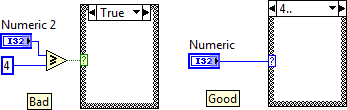 True
4..
Numeric 2
I32
4
≥
?
Numeric
I32
?
Bad
Good